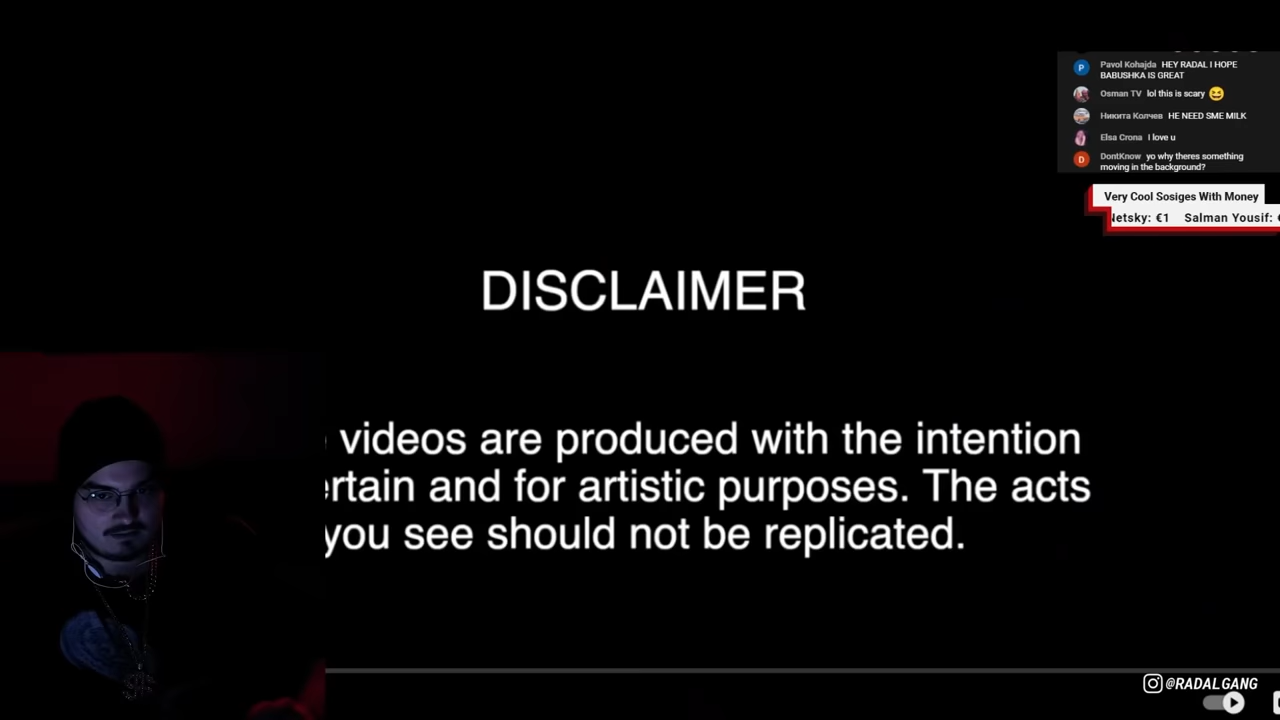 Pavol Kohajda HEY RADAL I HOPE
BABUSHKA IS GREAT
Osman TV lol this is scary
Никита Колчев HE NEED SME MILK
Elsa Crona I love u
DontKnow yo why theres something
moving in the background?
P
D
Very Cool Sosiges With Money
Netsky: €1 Salman Yousif:
DISCLAIMER
videos are produced with the intention
ertain and for artistic purposes. The acts
you see should not be replicated.
@RADALGANG